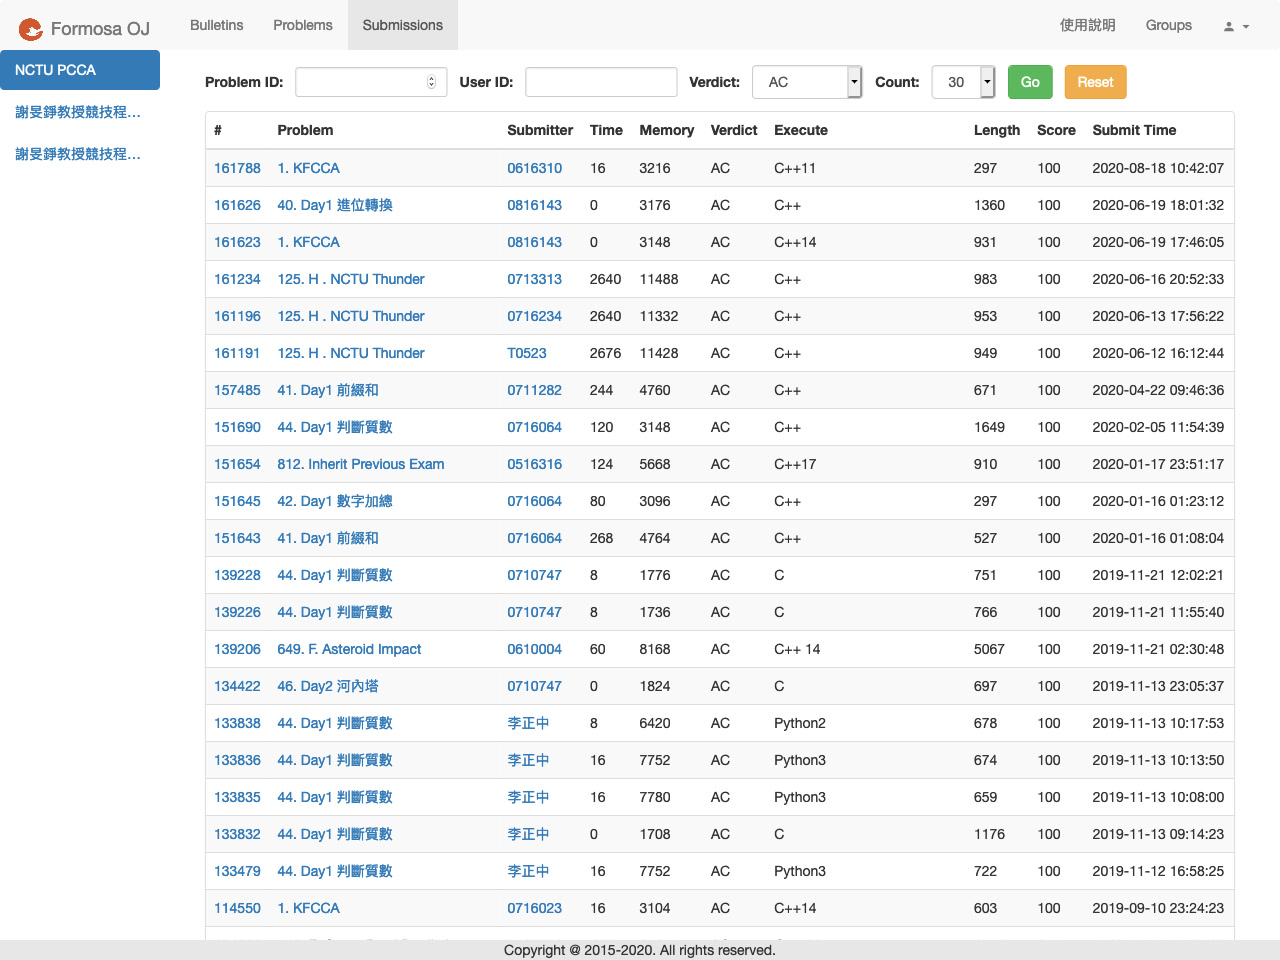 Formosa OJ Bulletins Problems Submissions 使用說明 Groups
NCTU PCCA
謝旻錚教授競技程...
謝旻錚教授競技程...
Problem ID: User ID: Verdict: AC Count: 30 Go Reset
# Problem Submitter Time Memory Verdict Execute Length Score Submit Time
161788 1. KFCCA 0616310 16 3216 AC C++11 297 100 2020-08-18 10:42:07
161626 40. Day1 進位轉換 0816143 0 3176 AC C++ 1360 100 2020-06-19 18:01:32
161623 1. KFCCA 0816143 0 3148 AC C++14 931 100 2020-06-19 17:46:05
161234 125. H . NCTU Thunder 0713313 2640 11488 AC C++ 983 100 2020-06-16 20:52:33
161196 125. H . NCTU Thunder 0716234 2640 11332 AC C++ 953 100 2020-06-13 17:56:22
161191 125. H . NCTU Thunder T0523 2676 11428 AC C++ 949 100 2020-06-12 16:12:44
157485 41. Day1 前綴和 0711282 244 4760 AC C++ 671 100 2020-04-22 09:46:36
151690 44. Day1 判斷質數 0716064 120 3148 AC C++ 1649 100 2020-02-05 11:54:39
151654 812. Inherit Previous Exam 0516316 124 5668 AC C++17 910 100 2020-01-17 23:51:17
151645 42. Day1 數字加總 0716064 80 3096 AC C++ 297 100 2020-01-16 01:23:12
151643 41. Day1 前綴和 0716064 268 4764 AC C++ 527 100 2020-01-16 01:08:04
139228 44. Day1 判斷質數 0710747 8 1776 AC C 751 100 2019-11-21 12:02:21
139226 44. Day1 判斷質數 0710747 8 1736 AC C 766 100 2019-11-21 11:55:40
139206 649. F. Asteroid Impact 0610004 60 8168 AC C++ 14 5067 100 2019-11-21 02:30:48
134422 46. Day2 河內塔 0710747 0 1824 AC C 697 100 2019-11-13 23:05:37
133838 44. Day1 判斷質數 李正中 8 6420 AC Python2 678 100 2019-11-13 10:17:53
133836 44. Day1 判斷質數 李正中 16 7752 AC Python3 674 100 2019-11-13 10:13:50
133835 44. Day1 判斷質數 李正中 16 7780 AC Python3 659 100 2019-11-13 10:08:00
133832 44. Day1 判斷質數 李正中 0 1708 AC C 1176 100 2019-11-13 09:14:23
133479 44. Day1 判斷質數 李正中 16 7752 AC Python3 722 100 2019-11-12 16:58:25
114550 1. KFCCA 0716023 16 3104 AC C++14 603 100 2019-09-10 23:24:23
Copyright @ 2015-2020. All rights reserved.